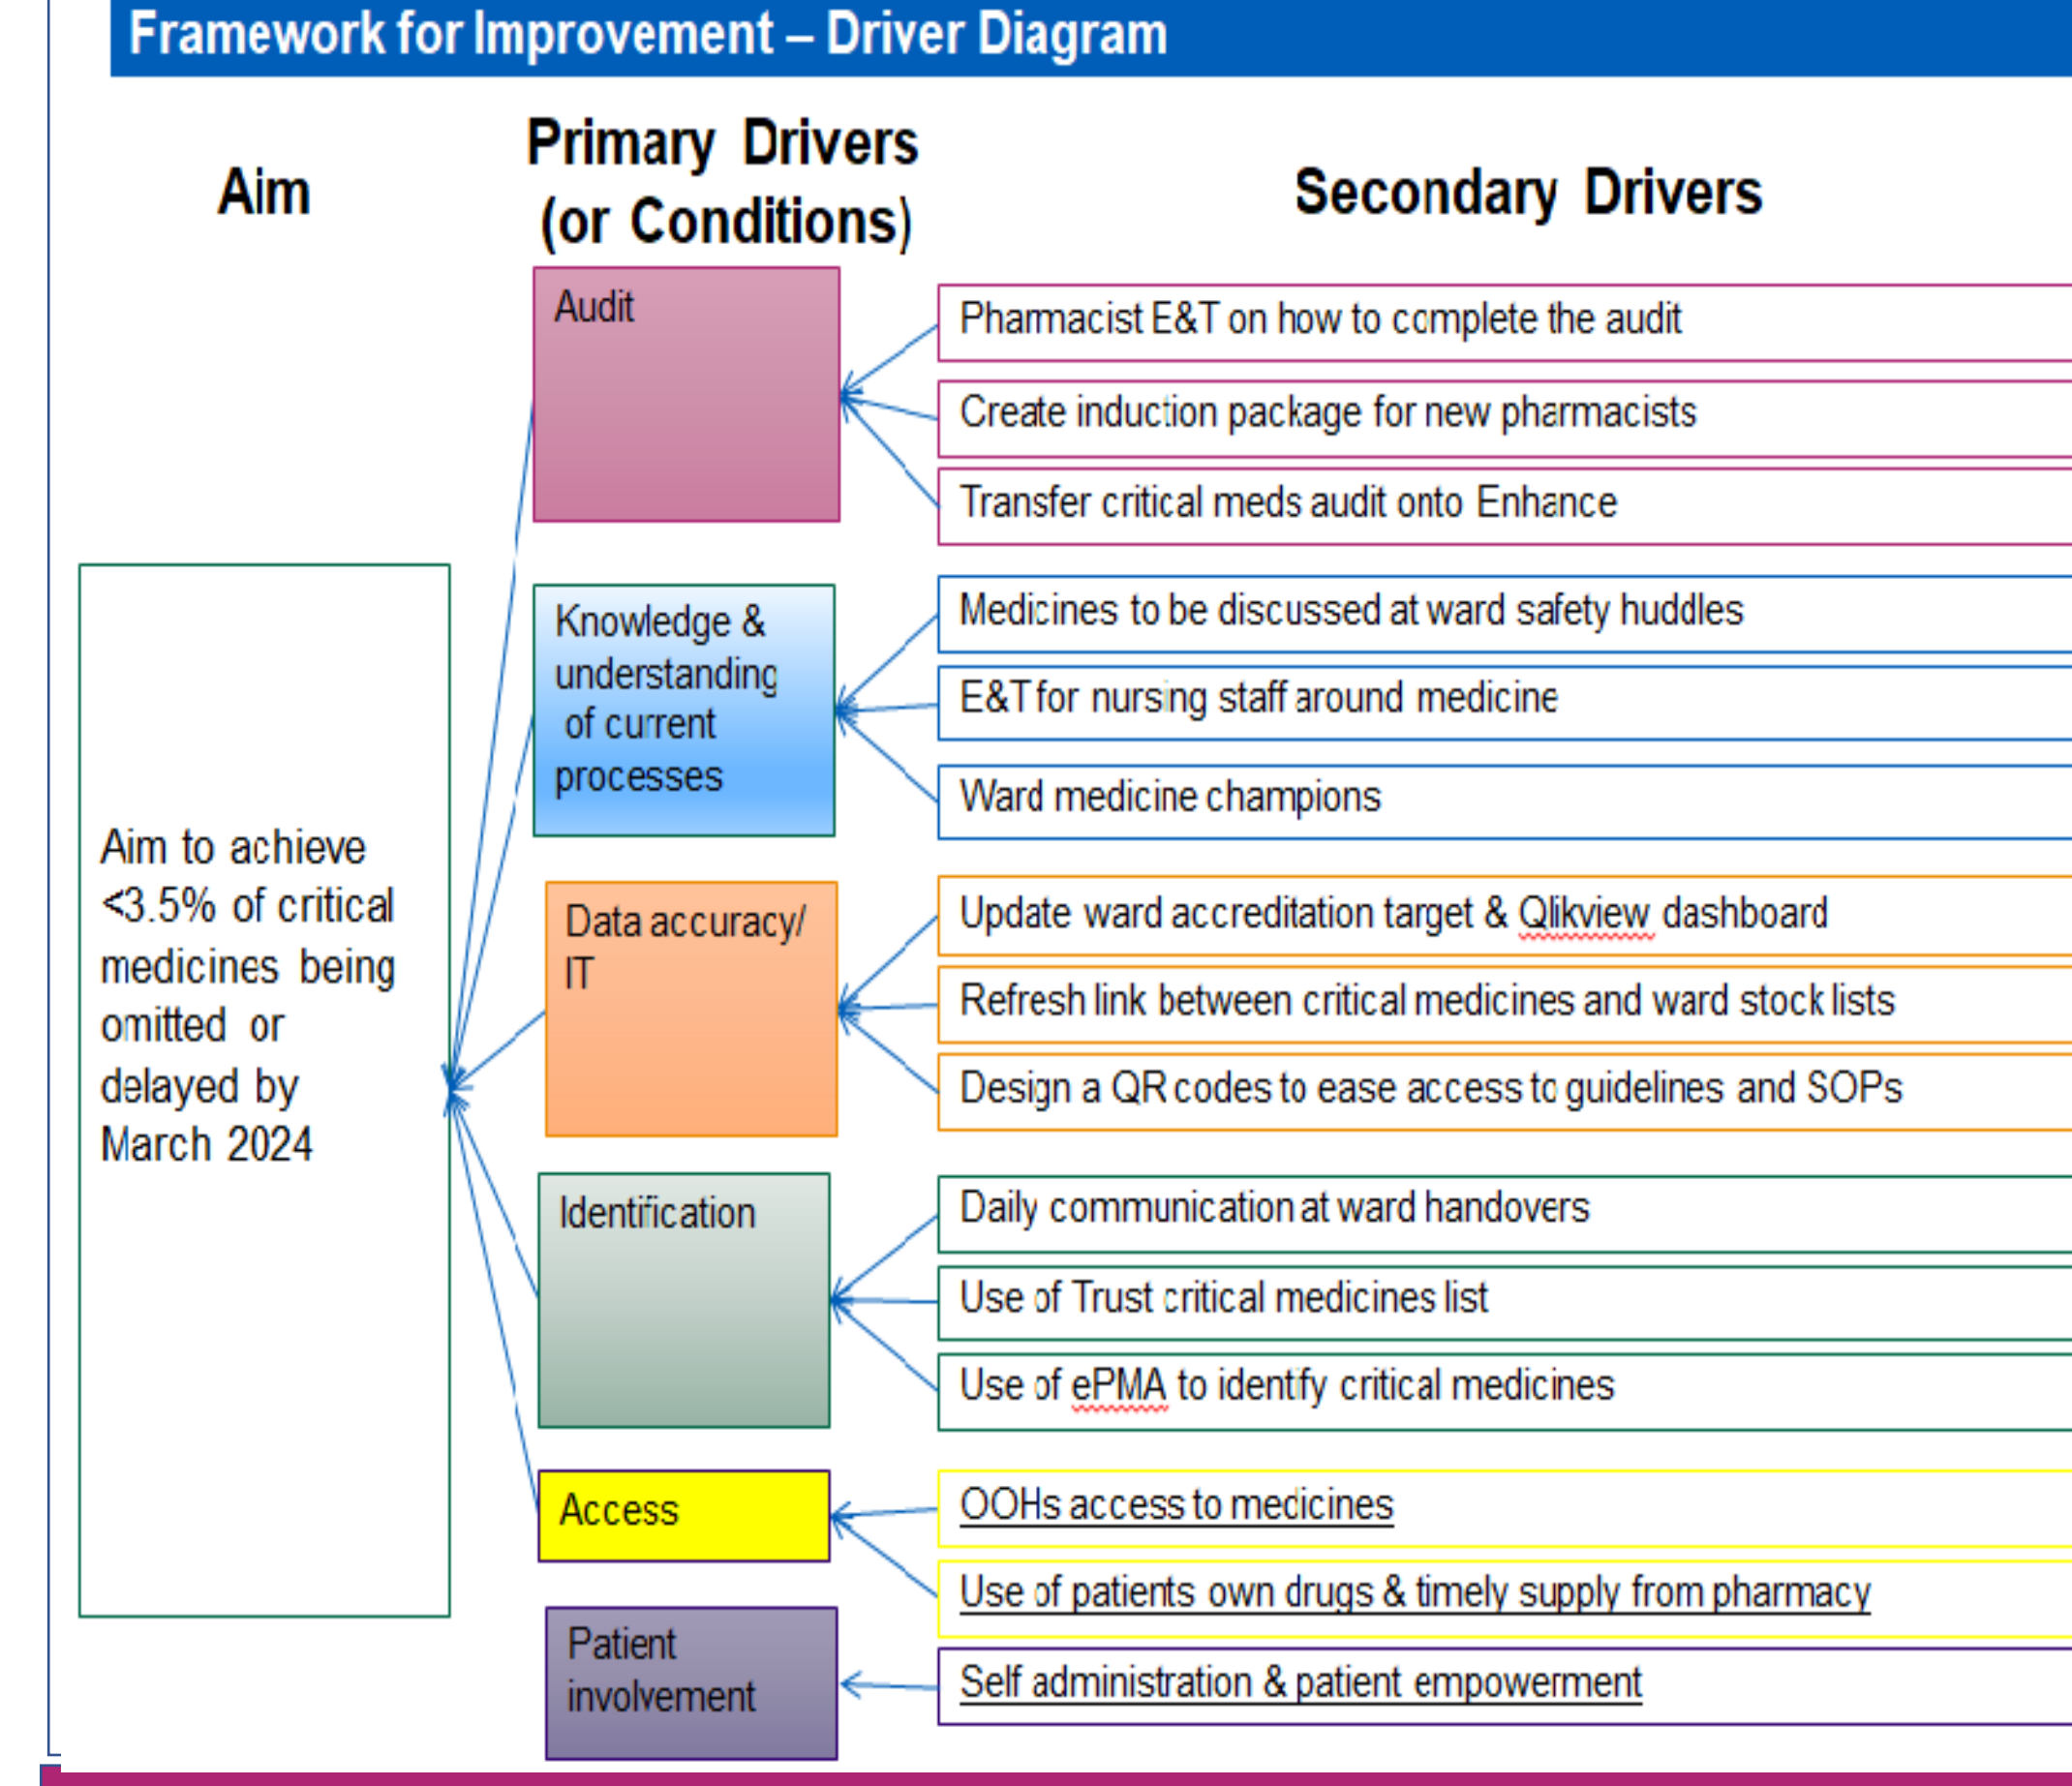 Framework for Improvement – Driver Diagram
Aim
Primary Drivers
(or Conditions)
Secondary Drivers
Aim to achieve
<3.5% of critical
medicines being
omitted or
delayed by
March 2024
Audit
Pharmacist E&T on how to complete the audit
Create induction package for new pharmacists
Transfer critical meds audit onto Enhance
Knowledge &
understanding
of current
processes
Medicines to be discussed at ward safety huddles
E&T for nursing staff around medicine
Ward medicine champions
Data accuracy/
IT
Update ward accreditation target & Qlikview dashboard
Refresh link between critical medicines and ward stock lists
Design a QR codes to ease access to guidelines and SOPs
Identification
Daily communication at ward handovers
Use of Trust critical medicines list
Use of ePMA to identify critical medicines
Access
OOHs access to medicines
Use of patients own drugs & timely supply from pharmacy
Patient
involvement
Self administration & patient empowerment